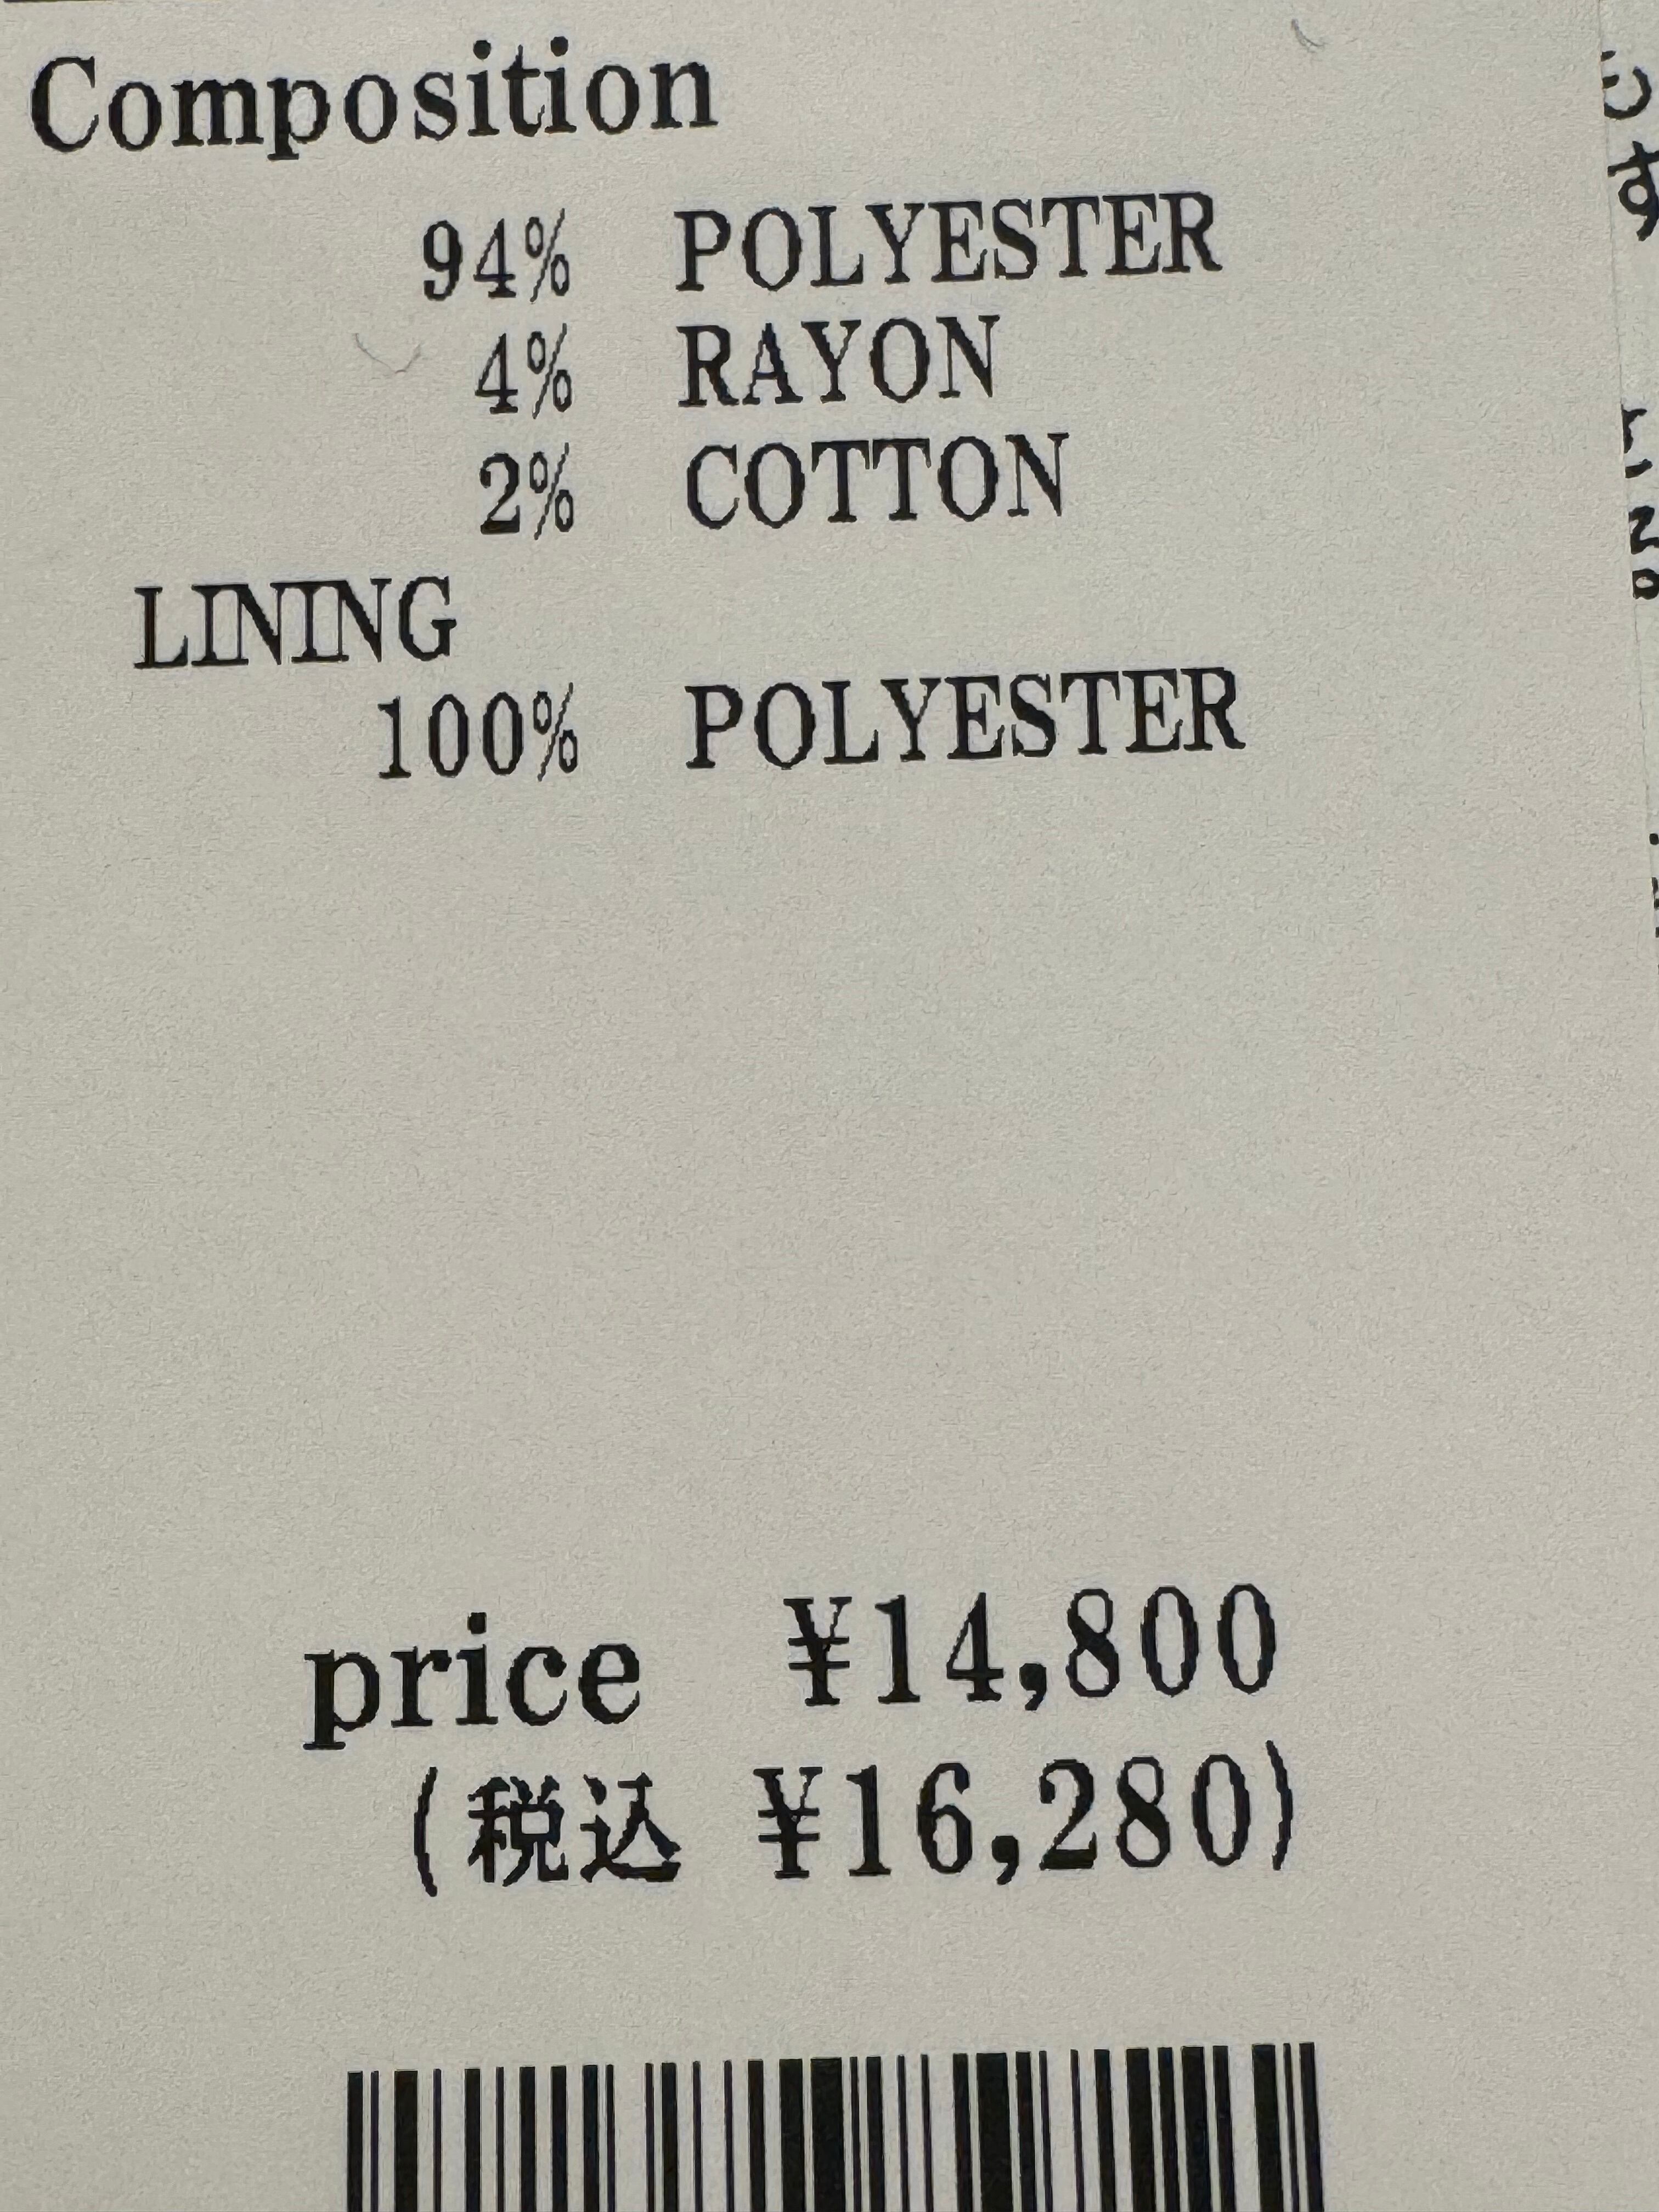 Composition
94% POLYESTER
4% RAYON
2% COTTON
LINING
100% POLYESTER
price ¥14,800
(税込 ¥16,280)